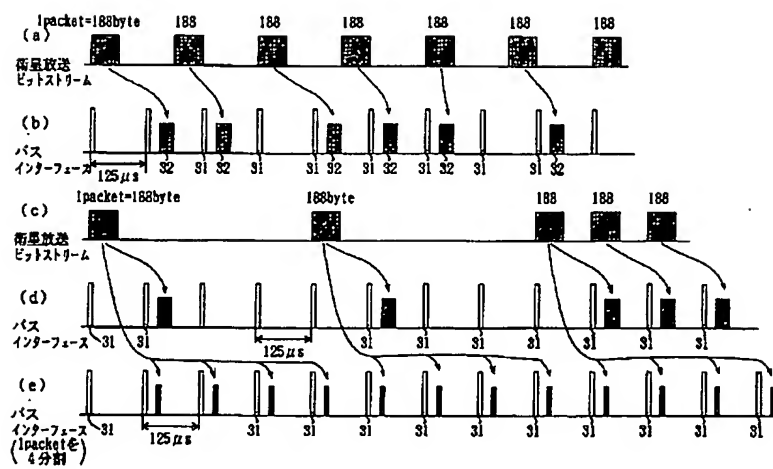 1packet=188byte 188 188 188 188 188 188
(a)
衛星放送
ビットストリーム
(b)
バス
インターフェース
31 32 31 32 31 31 32 31 32 31 32 31 31 32
125μs
1packet=188byte 188byte 188 188 188
(c)
衛星放送
ビットストリーム
(d)
バス
インターフェース
31 31 125μs 31 31 31 31 31 31 31
(e)
バス
インターフェース
31 125μs 31 31 31 31 31 31 31 31 31
(1packetを
4分割)